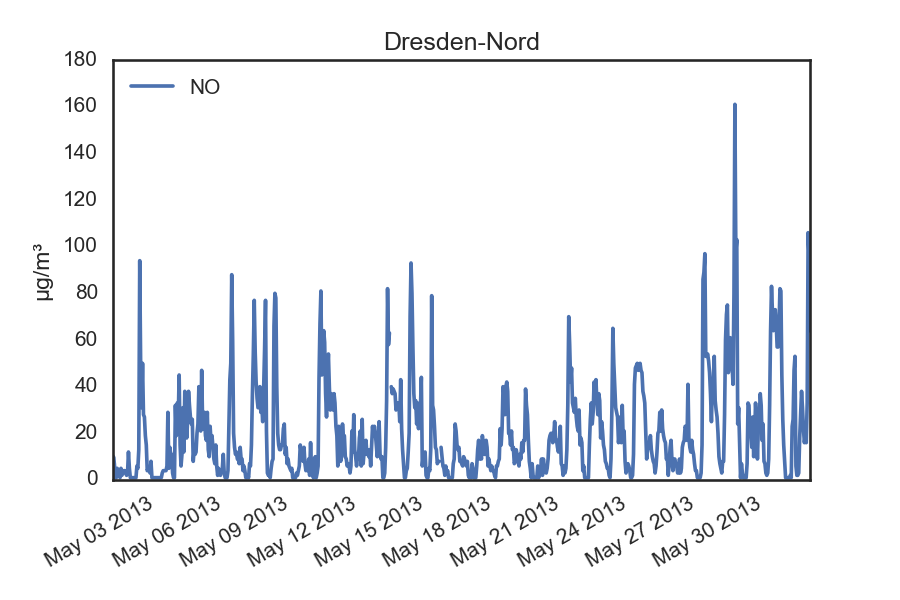 Dresden-Nord
180
160
140
120
100
80
60
40
20
0
µg/m³
NO
May 03 2013
May 06 2013
May 09 2013
May 12 2013
May 15 2013
May 18 2013
May 21 2013
May 24 2013
May 27 2013
May 30 2013